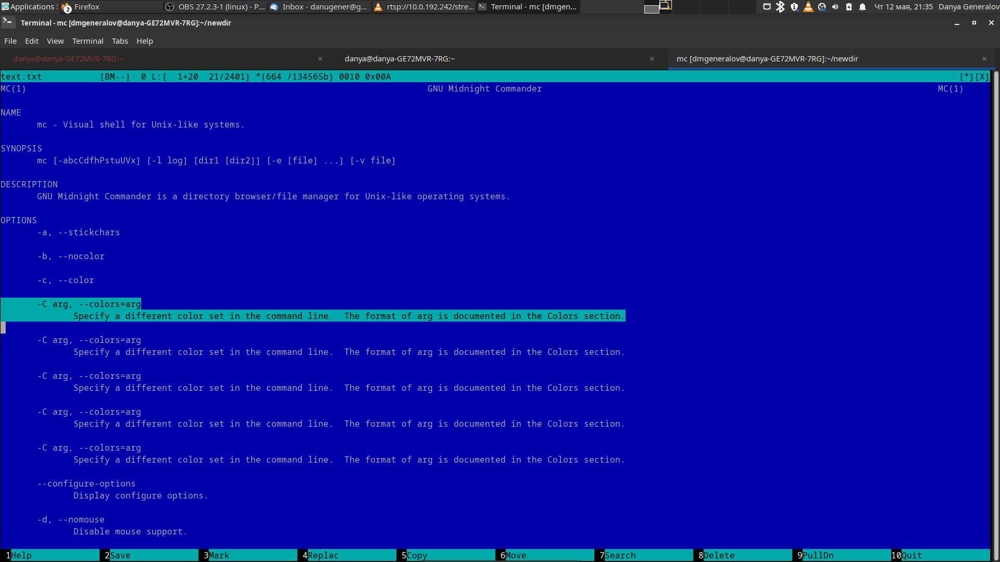 Applications 2 Firefox OBS 27.2.3-1 (linux) - P... Inbox - danugener@g... rtsp://10.0.192.242/stre... Terminal - mc [dmgen... Чт 12 мая, 21:35 Danya Generalov
Terminal - mc [dmgeneralov@danya-GE72MVR-7RG]:~/newdir
File Edit View Terminal Tabs Help
danya@danya-GE72MVR-7RG:~ × danya@danya-GE72MVR-7RG:~ × mc [dmgeneralov@danya-GE72MVR-7RG]:~/newdir ×
text.txt [BM--] 0 L:[ 1+20 21/2401] *(664 /134565b) 0010 0x00A [*][X]
MC(1) GNU Midnight Commander MC(1)
NAME
mc - Visual shell for Unix-like systems.
SYNOPSIS
mc [-abcCdfhPstuUVx] [-l log] [dir1 [dir2]] [-e [file] ...] [-v file]
DESCRIPTION
GNU Midnight Commander is a directory browser/file manager for Unix-like operating systems.
OPTIONS
-a, --stickchars
-b, --nocolor
-c, --color
-C arg, --colors=arg
Specify a different color set in the command line.  The format of arg is documented in the Colors section.
-C arg, --colors=arg
Specify a different color set in the command line.  The format of arg is documented in the Colors section.
-C arg, --colors=arg
Specify a different color set in the command line.  The format of arg is documented in the Colors section.
-C arg, --colors=arg
Specify a different color set in the command line.  The format of arg is documented in the Colors section.
-C arg, --colors=arg
Specify a different color set in the command line.  The format of arg is documented in the Colors section.
--configure-options
Display configure options.
-d, --nomouse
Disable mouse support.
1Help 2Save 3Mark 4Replac 5Copy 6Move 7Search 8Delete 9PullDn 10Quit